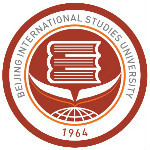 BEIJING INTERNATIONAL STUDIES UNIVERSITY
1964